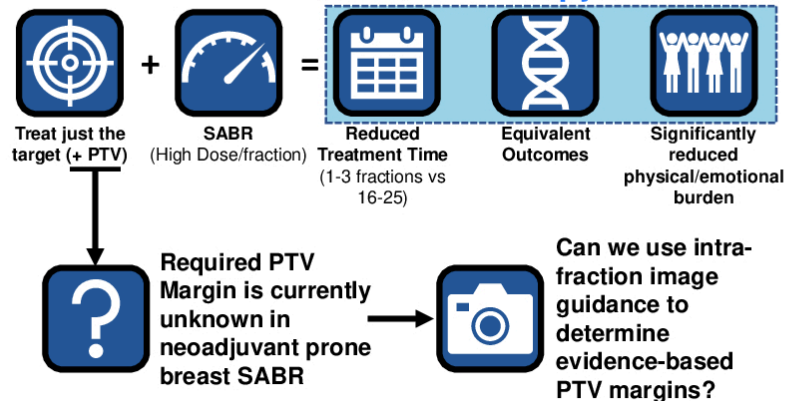 +
=
Treat just the
target (+ PTV)
SABR
(High Dose/fraction)
Reduced
Treatment Time
(1-3 fractions vs
16-25)
Equivalent
Outcomes
Significantly
reduced
physical/emotional
burden
?
Required PTV
Margin is currently
unknown in
neoadjuvant prone
breast SABR
Can we use intra-
fraction image
guidance to
determine
evidence-based
PTV margins?